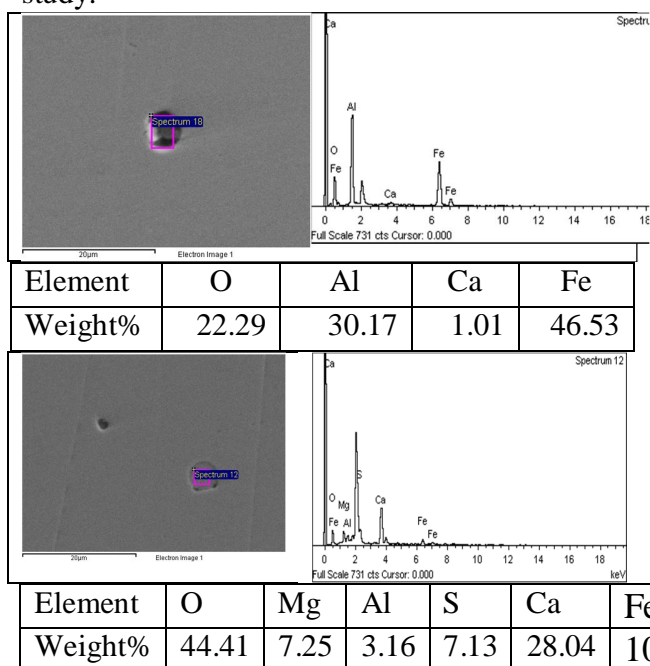 study.
Ca
Spectru
Al
O
Fe
Ca
Fe
Fe
Spectrum 18
0 2 4 6 8 10 12 14 16 18
Full Scale 731 cts Cursor: 0.000
20µm Electron Image 1
Element O Al Ca Fe
Weight% 22.29 30.17 1.01 46.53
Ca
Spectrum 12
S
O
Mg
Ca
Fe
Al
Fe
Fe
Spectrum 12
0 2 4 6 8 10 12 14 16 18
Full Scale 731 cts Cursor: 0.000 keV
20µm Electron Image 1
Element O Mg Al S Ca Fe
Weight% 44.41 7.25 3.16 7.13 28.04 10